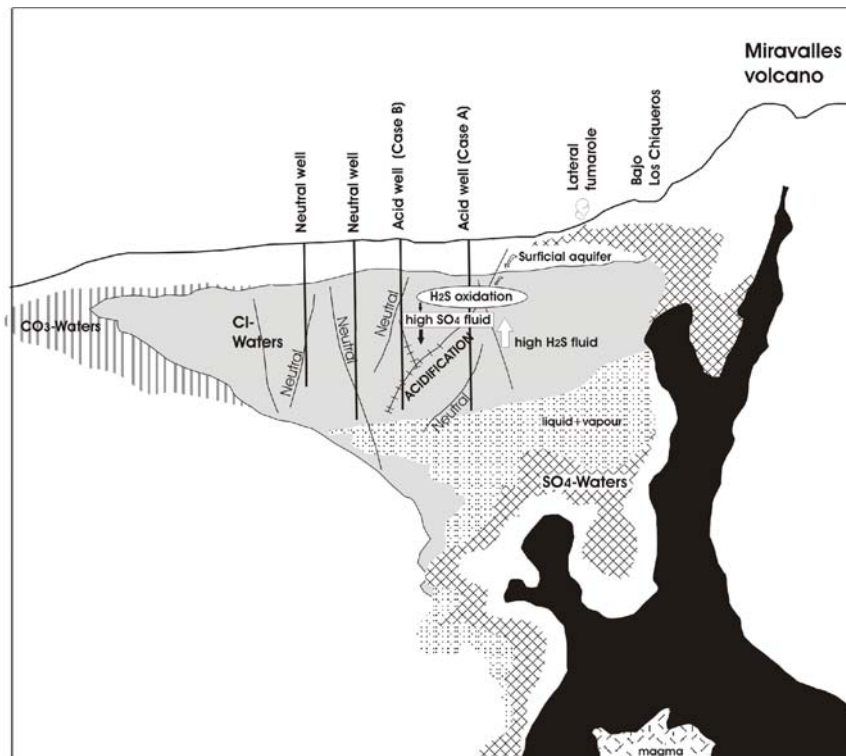 Miravalles
volcano
Neutral well
Neutral well
Acid well (Case B)
Acid well (Case A)
Lateral
fumarole
Bajo
Los Chiqueros
Surficial aquifer
H2S oxidation
high SO4 fluid
high H2S fluid
CO3-Waters
Cl-
Waters
Neutral
Neutral
Neutral
ACIDIFICATION
Neutral
liquid+vapour
SO4-Waters
magma